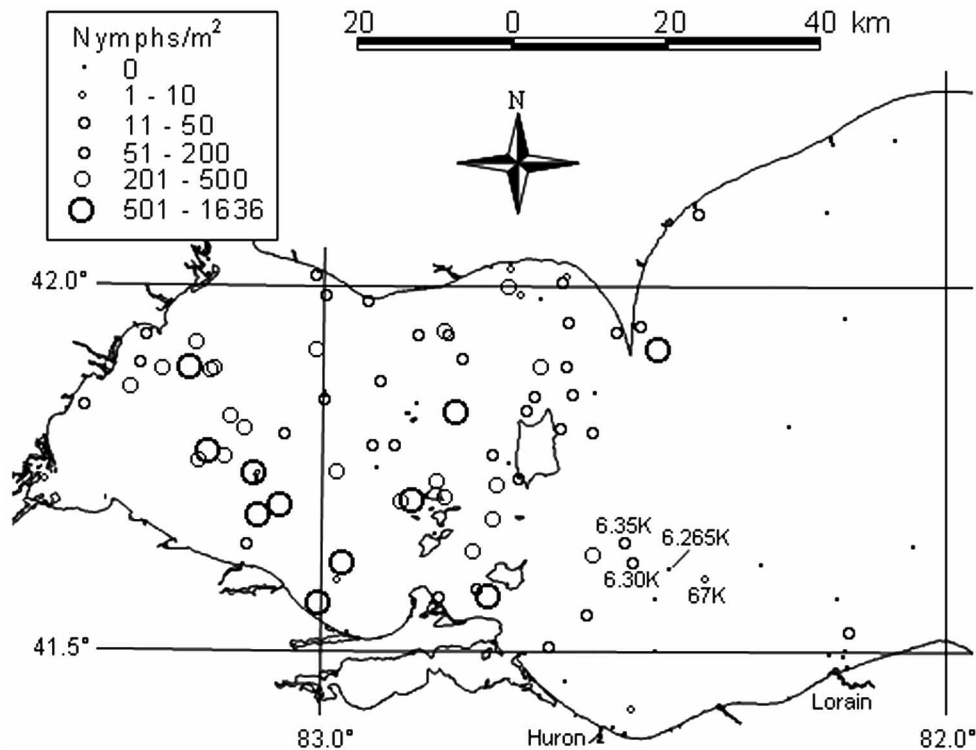 20 0 20 40 km
Nymphs/m²
0
1 - 10
11 - 50
51 - 200
201 - 500
501 - 1636
N
42.0°
6.35K
6.265K
6.30K
67K
41.5°
Lorain
Huron
83.0°
82.0°